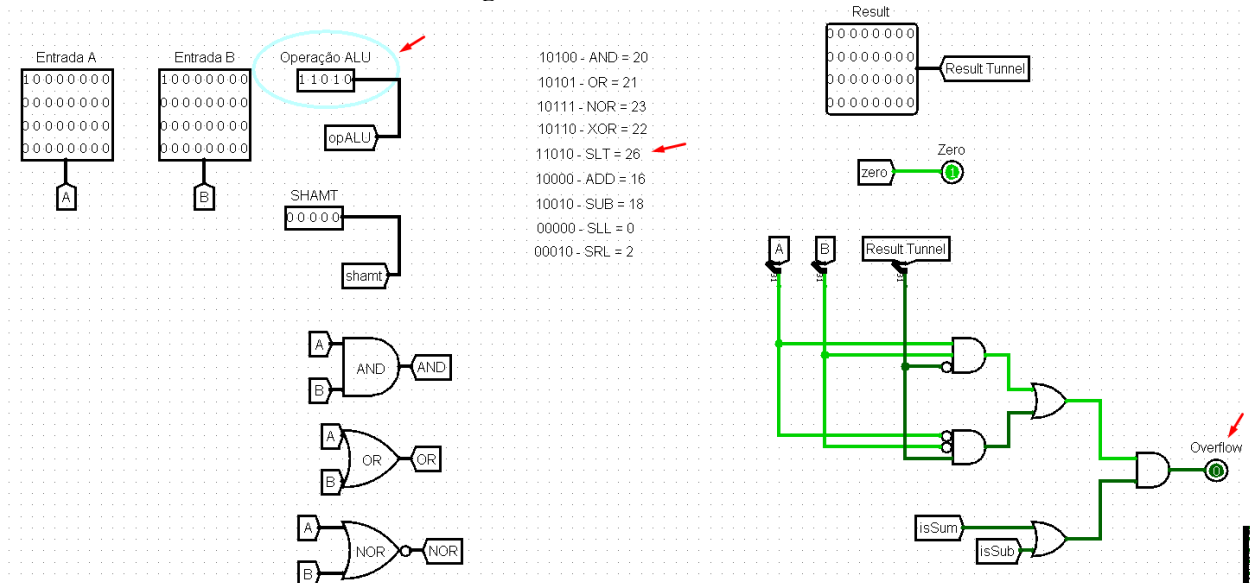 Entrada A
1 0 0 0 0 0 0 0
0 0 0 0 0 0 0 0
0 0 0 0 0 0 0 0
0 0 0 0 0 0 0 0
A
Entrada B
1 0 0 0 0 0 0 0
0 0 0 0 0 0 0 0
0 0 0 0 0 0 0 0
0 0 0 0 0 0 0 0
B
Operação ALU
1 1 0 1 0
opALU
SHAMT
0 0 0 0 0
shamt
10100 - AND = 20
10101 - OR = 21
10111 - NOR = 23
10110 - XOR = 22
11010 - SLT = 26
10000 - ADD = 16
10010 - SUB = 18
00000 - SLL = 0
00010 - SRL = 2
Result
0 0 0 0 0 0 0 0
0 0 0 0 0 0 0 0
0 0 0 0 0 0 0 0
0 0 0 0 0 0 0 0
Result Tunnel
Zero
zero
1
A
B
Result Tunnel
31
31
31
A
B
AND
AND
A
B
OR
OR
A
B
NOR
NOR
Overflow
0
isSum
isSub